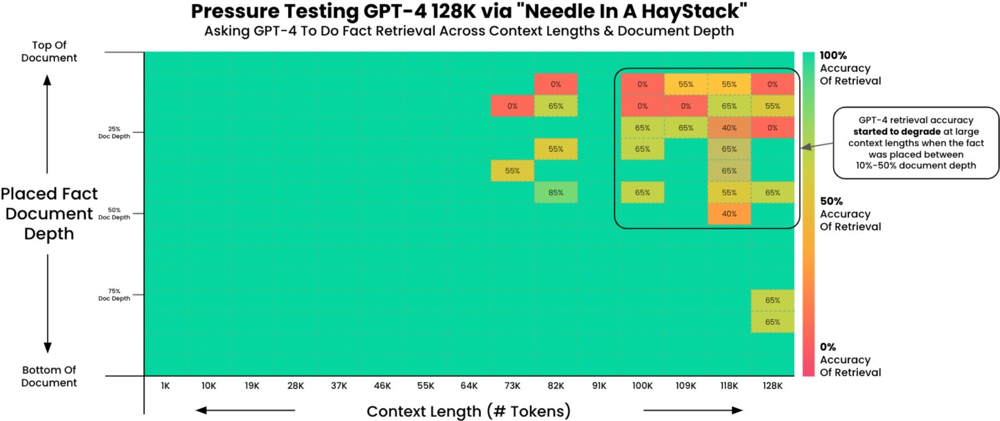 Pressure Testing GPT-4 128K via "Needle In A HayStack"
Asking GPT-4 To Do Fact Retrieval Across Context Lengths & Document Depth
Top Of
Document
Placed Fact
Document
Depth
Bottom Of
Document
25%
Doc Depth
50%
Doc Depth
75%
Doc Depth
0% 0% 55% 55% 0%
0% 65% 0% 0% 65% 55%
65% 65% 40% 0%
55% 65% 65%
55% 65%
85% 65% 55% 65%
40%
65%
65%
1K 10K 19K 28K 37K 46K 55K 64K 73K 82K 91K 100K 109K 118K 128K
Context Length (# Tokens)
100%
Accuracy
Of Retrieval
50%
Accuracy
Of Retrieval
0%
Accuracy
Of Retrieval
GPT-4 retrieval accuracy
started to degrade at large
context lengths when the fact
was placed between
10%-50% document depth